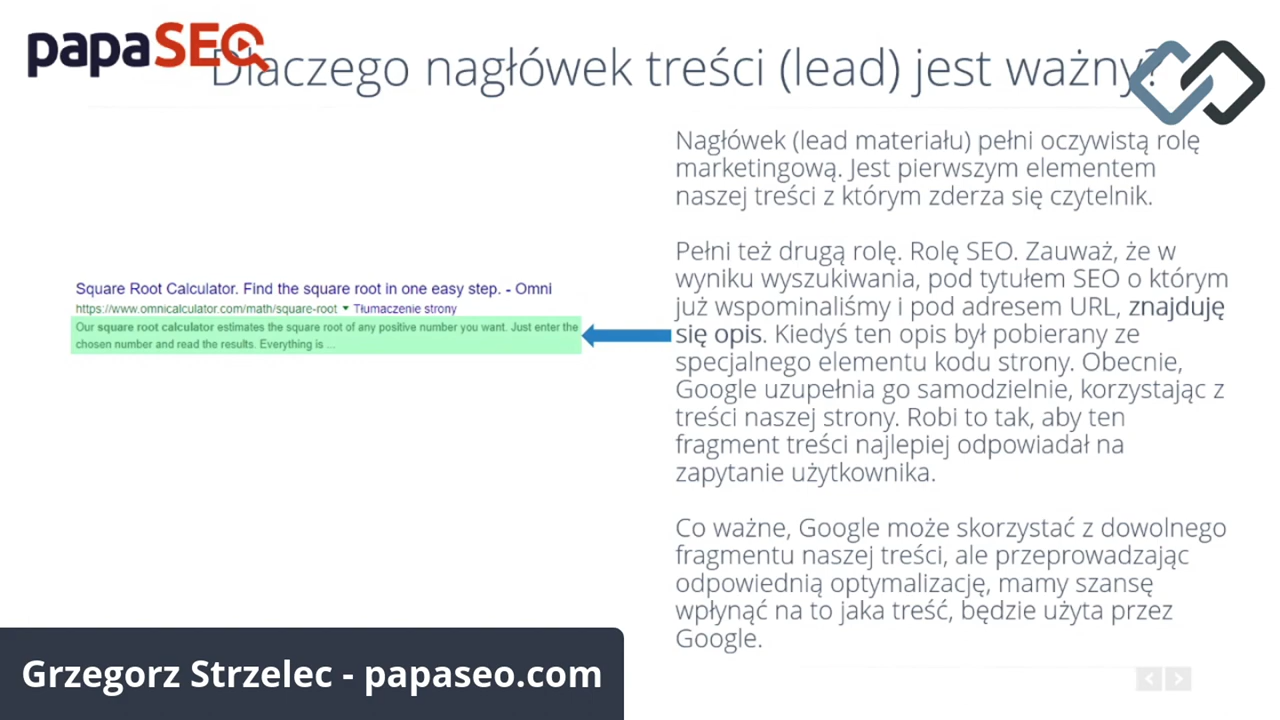 papaSEO
Dlaczego nagłówek treści (lead) jest ważny?
Nagłówek (lead materiału) pełni oczywistą rolę
marketingową. Jest pierwszym elementem
naszej treści z którym zderza się czytelnik.
Pełni też drugą rolę. Rolę SEO. Zauważ, że w
wyniku wyszukiwania, pod tytułem SEO o którym
już wspominaliśmy i pod adresem URL, znajduję
się opis. Kiedyś ten opis był pobierany ze
specjalnego elementu kodu strony. Obecnie,
Google uzupełnia go samodzielnie, korzystając z
treści naszej strony. Robi to tak, aby ten
fragment treści najlepiej odpowiadał na
zapytanie użytkownika.
Co ważne, Google może skorzystać z dowolnego
fragmentu naszej treści, ale przeprowadzając
odpowiednią optymalizację, mamy szansę
wpłynąć na to jaka treść, będzie użyta przez
Google.
Square Root Calculator. Find the square root in one easy step. - Omni
https://www.omnicalculator.com/math/square-root Tłumaczenie strony
Our square root calculator estimates the square root of any positive number you want. Just enter the
chosen number and read the results. Everything is ...
Grzegorz Strzelec - papaseo.com